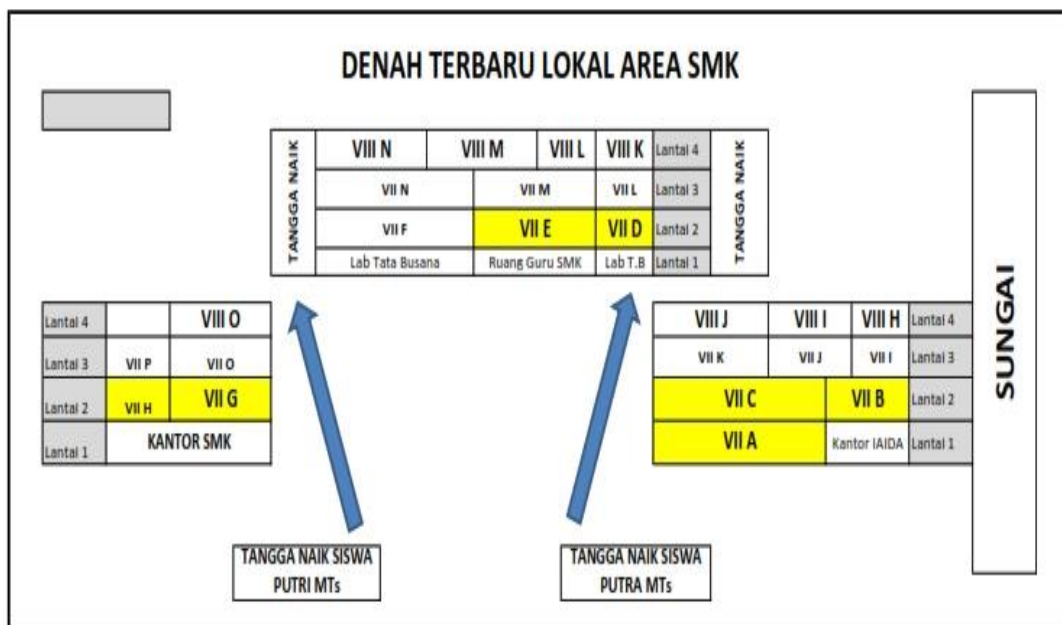 DENAH TERBARU LOKAL AREA SMK
TANGGA NAIK
VIII N VIII M VIII L VIII K Lantai 4
VII N VII M VII L Lantai 3
VII F VII E VII D Lantai 2
Lab Tata Busana Ruang Guru SMK Lab T.B Lantai 1
TANGGA NAIK
Lantai 4 VIII O
Lantai 3 VII P VII O
Lantai 2 VII H VII G
Lantai 1 KANTOR SMK
VIII J VIII I VIII H Lantai 4
VII K VII J VII I Lantai 3
VII C VII B Lantai 2
VII A Kantor IAIDA Lantai 1
SUNGAI
TANGGA NAIK SISWA
PUTRI MTs
TANGGA NAIK SISWA
PUTRA MTs